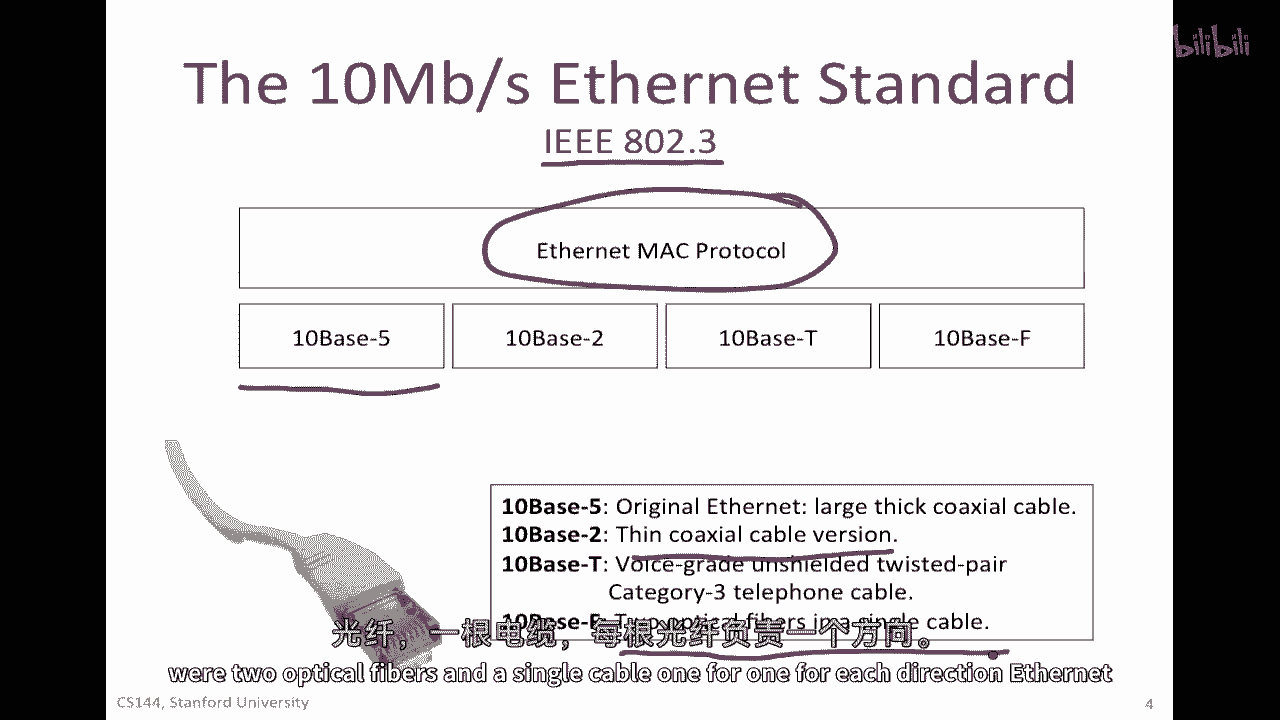 bilibili
The 10Mb/s Ethernet Standard
IEEE 802.3
Ethernet MAC Protocol
10Base-5
10Base-2
10Base-T
10Base-F
10Base-5: Original Ethernet: large thick coaxial cable.
10Base-2: Thin coaxial cable version.
10Base-T: Voice-grade unshielded twisted-pair
Category-3 telephone cable.
10Base-F: Two optical fibers in a single cable.
光纤，一根电缆，每根光纤负责一个方向。
were two optical fibers and a single cable one for one for each direction Ethernet
CS144, Stanford University
4